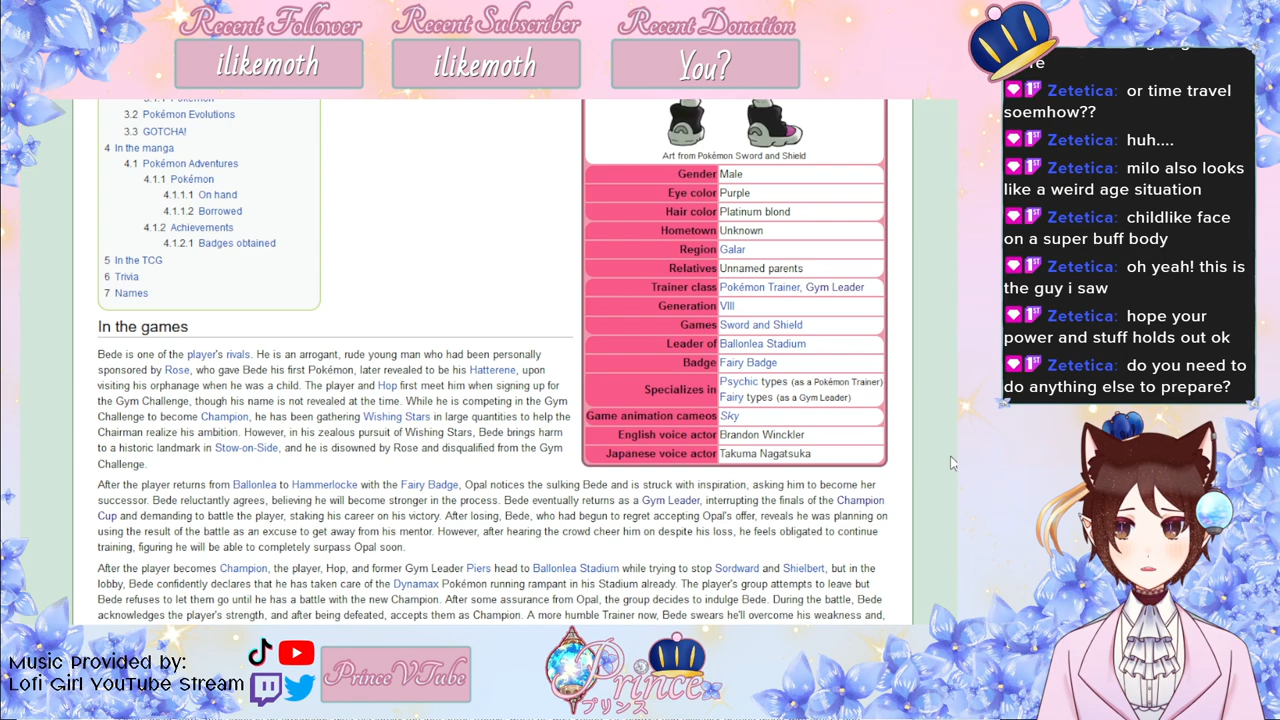 Recent Follower
ilikemoth
Recent Subscriber
ilikemoth
Recent Donation
You?
3.2 Pokémon Evolutions
3.3 GOTCHA!
4 In the manga
4.1 Pokémon Adventures
4.1.1 Pokémon
4.1.1.1 On hand
4.1.1.2 Borrowed
4.1.2 Achievements
4.1.2.1 Badges obtained
5 In the TCG
6 Trivia
7 Names
In the games
Bede is one of the player's rivals. He is an arrogant, rude young man who had been personally
sponsored by Rose, who gave Bede his first Pokémon, later revealed to be his Hatterene, upon
visiting his orphanage when he was a child. The player and Hop first meet him when signing up for
the Gym Challenge, though his name is not revealed at the time. While he is competing in the Gym
Challenge to become Champion, he has been gathering Wishing Stars in large quantities to help the
Chairman realize his ambition. However, in his zealous pursuit of Wishing Stars, Bede brings harm
to a historic landmark in Stow-on-Side, and he is disowned by Rose and disqualified from the Gym
Challenge.
After the player returns from Ballonlea to Hammerlocke with the Fairy Badge, Opal notices the sulking Bede and is struck with inspiration, asking him to become her
successor. Bede reluctantly agrees, believing he will become stronger in the process. Bede eventually returns as a Gym Leader, interrupting the finals of the Champion
Cup and demanding to battle the player, staking his career on his victory. After losing, Bede, who had begun to regret accepting Opal's offer, reveals he was planning on
using the result of the battle as an excuse to get away from his mentor. However, after hearing the crowd cheer him on despite his loss, he feels obligated to continue
training, figuring he will be able to completely surpass Opal soon.
After the player becomes Champion, the player, Hop, and former Gym Leader Piers head to Ballonlea Stadium while trying to stop Sordward and Shielbert, but in the
lobby, Bede confidently declares that he has taken care of the Dynamax Pokémon running rampant in his Stadium already. The player's group attempts to leave but
Bede refuses to let them go until he has a battle with the new Champion. After some assurance from Opal, the group decides to indulge Bede. During the battle, Bede
acknowledges the player's strength, and after being defeated, accepts them as Champion. A more humble Trainer now, Bede swears he'll overcome his weakness and,
Art from Pokémon Sword and Shield
Gender Male
Eye color Purple
Hair color Platinum blond
Hometown Unknown
Region Galar
Relatives Unnamed parents
Trainer class Pokémon Trainer, Gym Leader
Generation VIII
Games Sword and Shield
Leader of Ballonlea Stadium
Badge Fairy Badge
Specializes in Psychic types (as a Pokémon Trainer)
Fairy types (as a Gym Leader)
Game animation cameos Sky
English voice actor Brandon Winckler
Japanese voice actor Takuma Nagatsuka
Zetetica: or time travel
soemhow??
Zetetica: huh....
Zetetica: milo also looks
like a weird age situation
Zetetica: childlike face
on a super buff body
Zetetica: oh yeah! this is
the guy i saw
Zetetica: hope your
power and stuff holds out ok
Zetetica: do you need to
do anything else to prepare?
Music Provided by:
Lofi Girl YouTube Stream
Prince VTube
Prince
プリンス